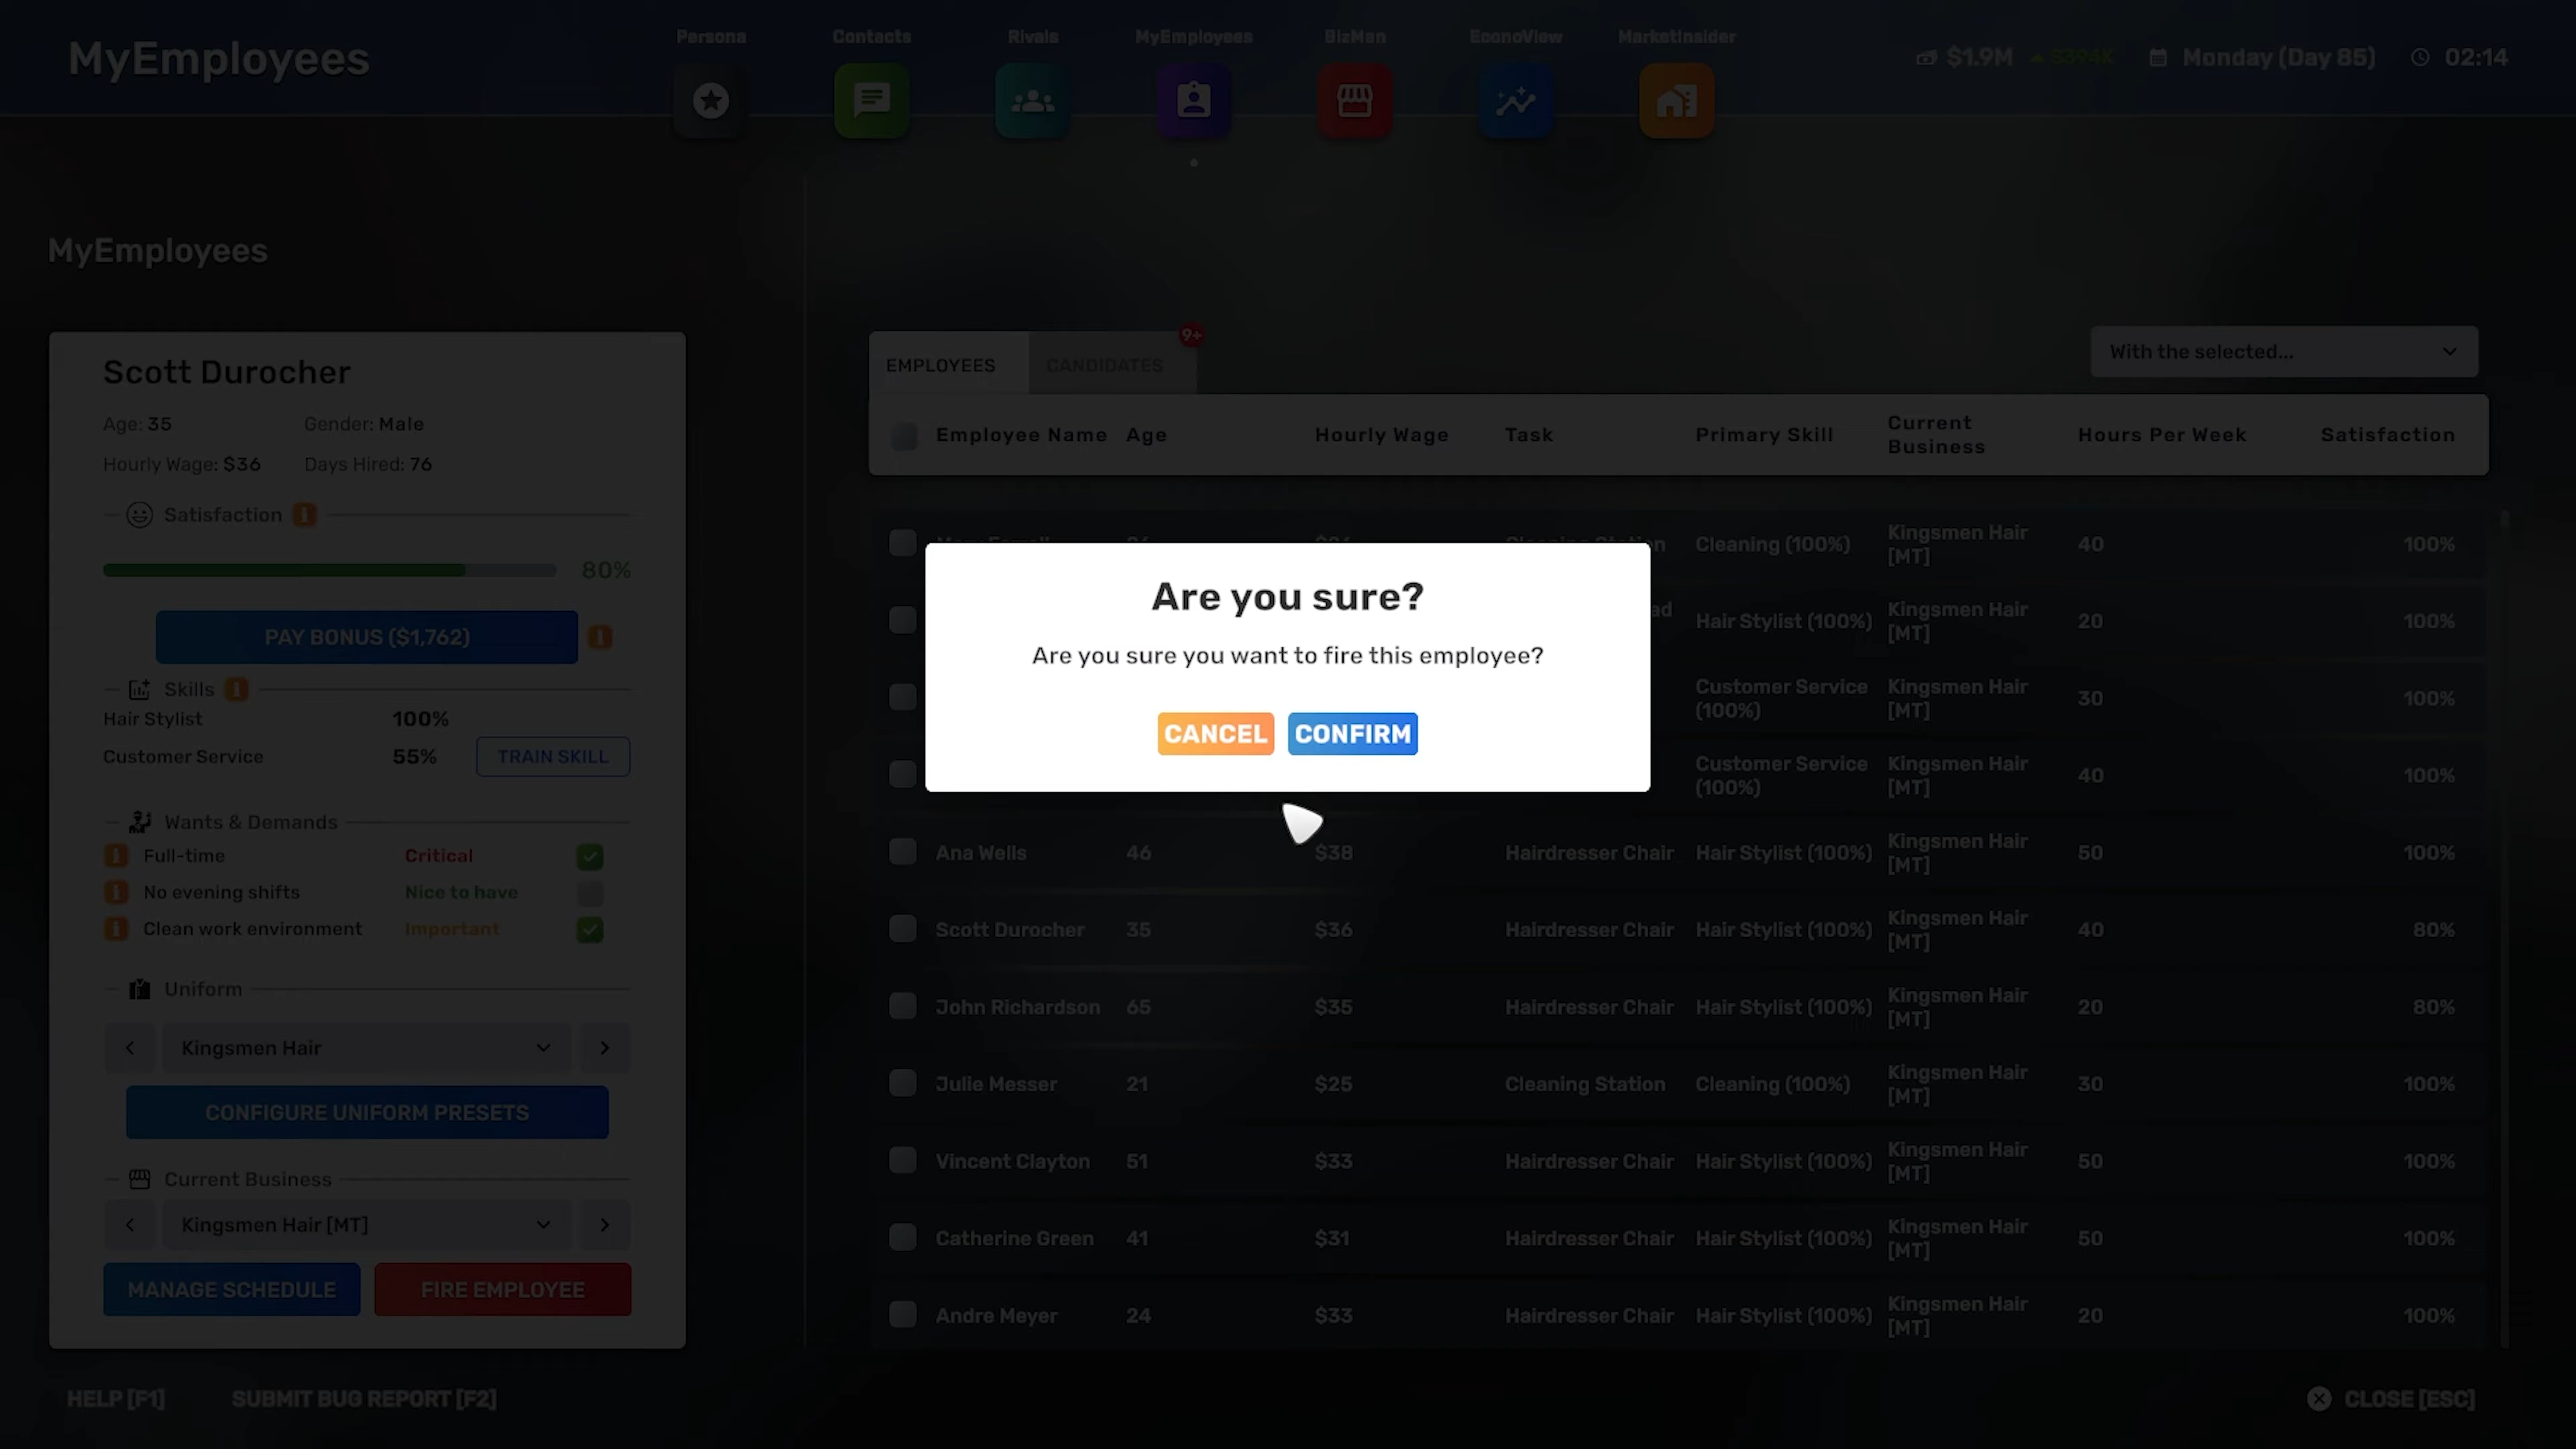 MyEmployees
Persona
Contacts
Rivals
MyEmployees
BizMan
EconoView
MarketInsider
$1.9M
$394K
Monday (Day 85)
02:14
MyEmployees
Scott Durocher
Age: 35
Gender: Male
Hourly Wage: $36
Days Hired: 76
Satisfaction
80%
PAY BONUS ($1,762)
Skills
Hair Stylist 100%
Customer Service 55% TRAIN SKILL
Wants & Demands
Full-time Critical
No evening shifts Nice to have
Clean work environment Important
Uniform
Kingsmen Hair
CONFIGURE UNIFORM PRESETS
Current Business
Kingsmen Hair [MT]
MANAGE SCHEDULE
FIRE EMPLOYEE
EMPLOYEES
CANDIDATES
9+
With the selected...
Employee Name Age Hourly Wage Task Primary Skill Current Business Hours Per Week Satisfaction
Cleaning (100%) Kingsmen Hair [MT] 40 100%
Hair Stylist (100%) Kingsmen Hair [MT] 20 100%
Customer Service (100%) Kingsmen Hair [MT] 30 100%
Customer Service (100%) Kingsmen Hair [MT] 40 100%
Are you sure?
Are you sure you want to fire this employee?
CANCEL
CONFIRM
Ana Wells 46 $38 Hairdresser Chair Hair Stylist (100%) Kingsmen Hair [MT] 50 100%
Scott Durocher 35 $36 Hairdresser Chair Hair Stylist (100%) Kingsmen Hair [MT] 40 80%
John Richardson 65 $35 Hairdresser Chair Hair Stylist (100%) Kingsmen Hair [MT] 20 80%
Julie Messer 21 $25 Cleaning Station Cleaning (100%) Kingsmen Hair [MT] 30 100%
Vincent Clayton 51 $33 Hairdresser Chair Hair Stylist (100%) Kingsmen Hair [MT] 50 100%
Catherine Green 41 $31 Hairdresser Chair Hair Stylist (100%) Kingsmen Hair [MT] 50 100%
Andre Meyer 24 $33 Hairdresser Chair Hair Stylist (100%) Kingsmen Hair [MT] 20 100%
HELP [F1]
SUBMIT BUG REPORT [F2]
CLOSE [ESC]